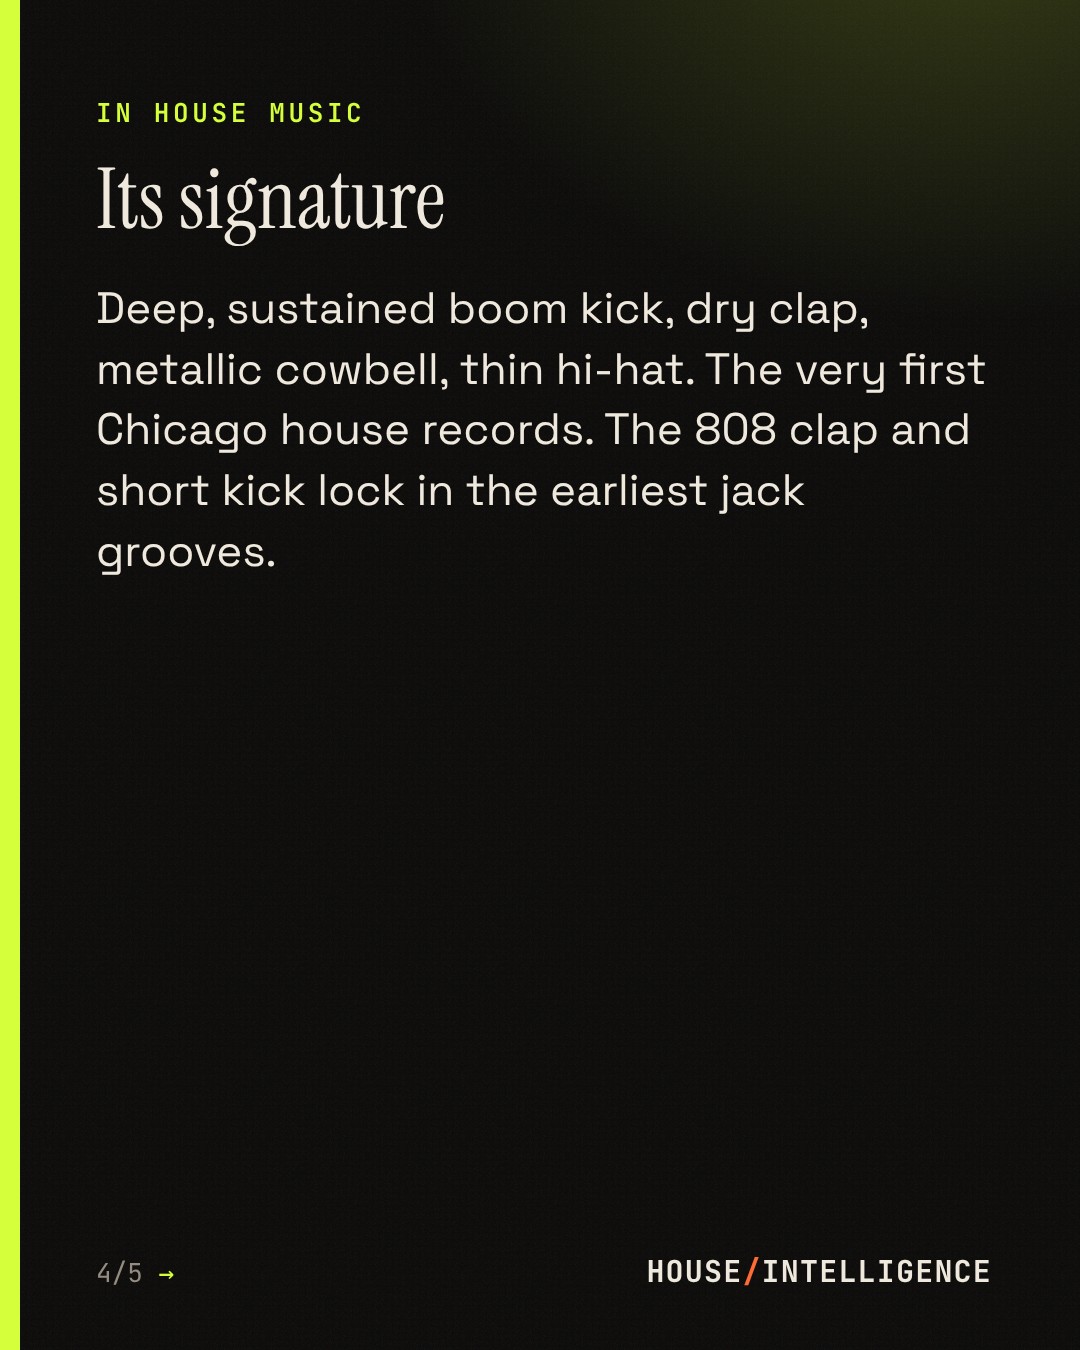 IN HOUSE MUSIC
Its signature
Deep, sustained boom kick, dry clap,
metallic cowbell, thin hi-hat. The very first
Chicago house records. The 808 clap and
short kick lock in the earliest jack
grooves.
4/5 →
HOUSE/INTELLIGENCE